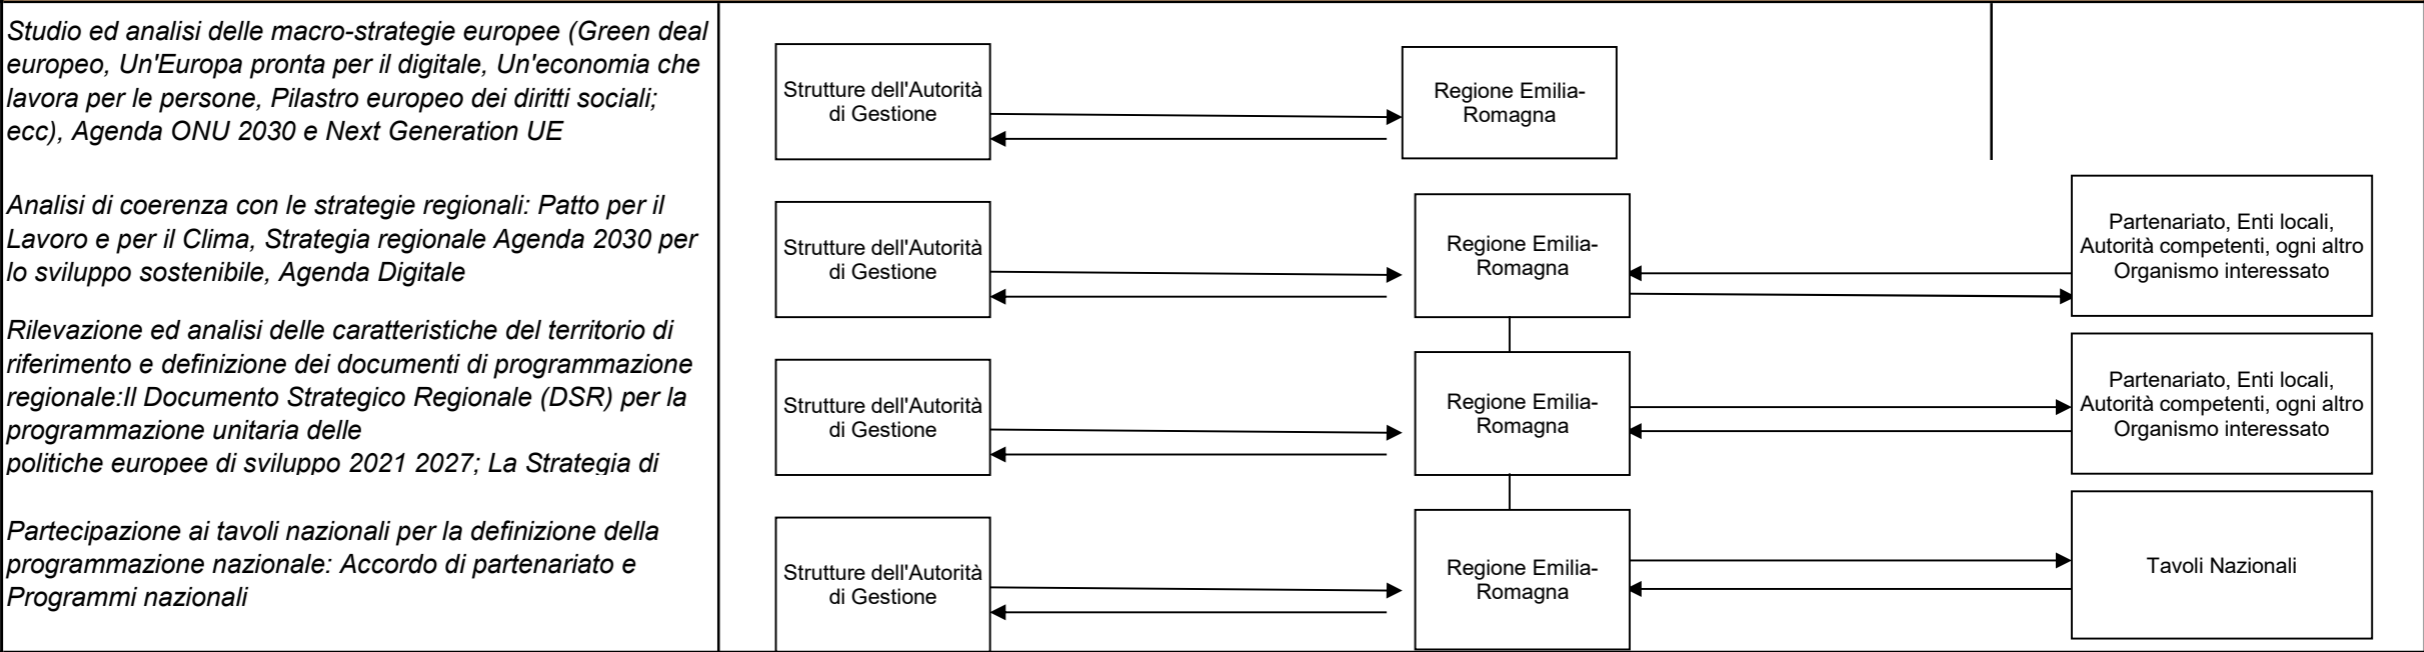 Studio ed analisi delle macro-strategie europee (Green deal
europeo, Un'Europa pronta per il digitale, Un'economia che
lavora per le persone, Pilastro europeo dei diritti sociali;
ecc), Agenda ONU 2030 e Next Generation UE
Strutture dell'Autorità
di Gestione
Regione Emilia-
Romagna
Analisi di coerenza con le strategie regionali: Patto per il
Lavoro e per il Clima, Strategia regionale Agenda 2030 per
lo sviluppo sostenibile, Agenda Digitale
Strutture dell'Autorità
di Gestione
Regione Emilia-
Romagna
Partenariato, Enti locali,
Autorità competenti, ogni altro
Organismo interessato
Rilevazione ed analisi delle caratteristiche del territorio di
riferimento e definizione dei documenti di programmazione
regionale:Il Documento Strategico Regionale (DSR) per la
programmazione unitaria delle
politiche europee di sviluppo 2021 2027; La Strategia di
Strutture dell'Autorità
di Gestione
Regione Emilia-
Romagna
Partenariato, Enti locali,
Autorità competenti, ogni altro
Organismo interessato
Partecipazione ai tavoli nazionali per la definizione della
programmazione nazionale: Accordo di partenariato e
Programmi nazionali
Strutture dell'Autorità
di Gestione
Regione Emilia-
Romagna
Tavoli Nazionali